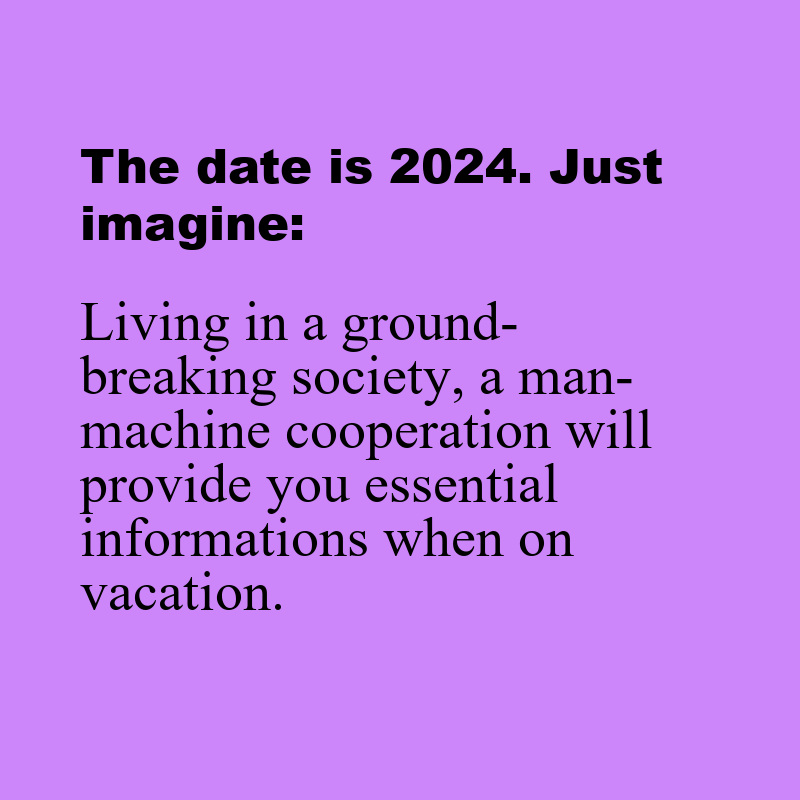 The date is 2024. Just
imagine:
Living in a ground-
breaking society, a man-
machine cooperation will
provide you essential
informations when on
vacation.